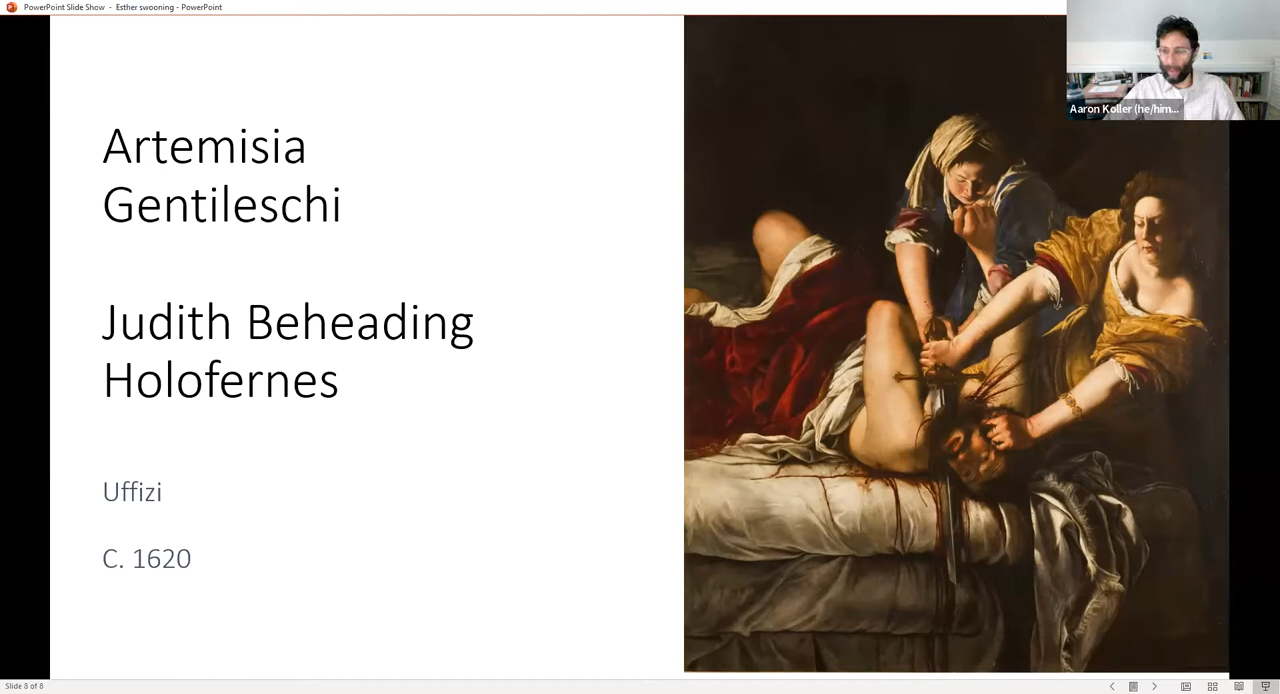 PowerPoint Slide Show - Esther swooning - PowerPoint
Aaron Koller (he/him...
Artemisia
Gentileschi
Judith Beheading
Holofernes
Uffizi
C. 1620
Slide 8 of 8